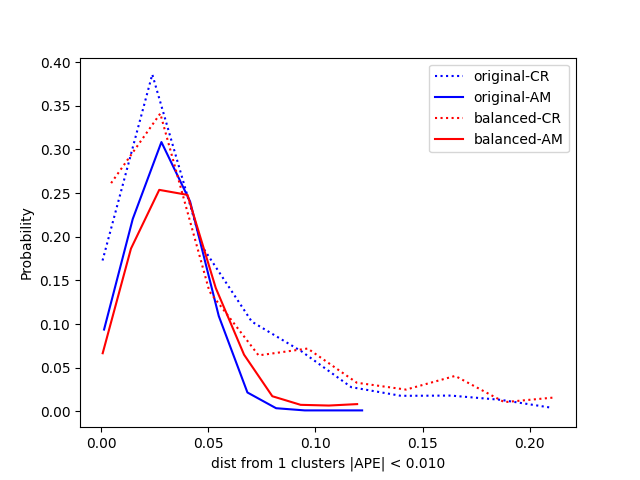 0.40
0.35
0.30
0.25
0.20
0.15
0.10
0.05
0.00
Probability
original-CR
original-AM
balanced-CR
balanced-AM
0.00 0.05 0.10 0.15 0.20
dist from 1 clusters |APE| < 0.010